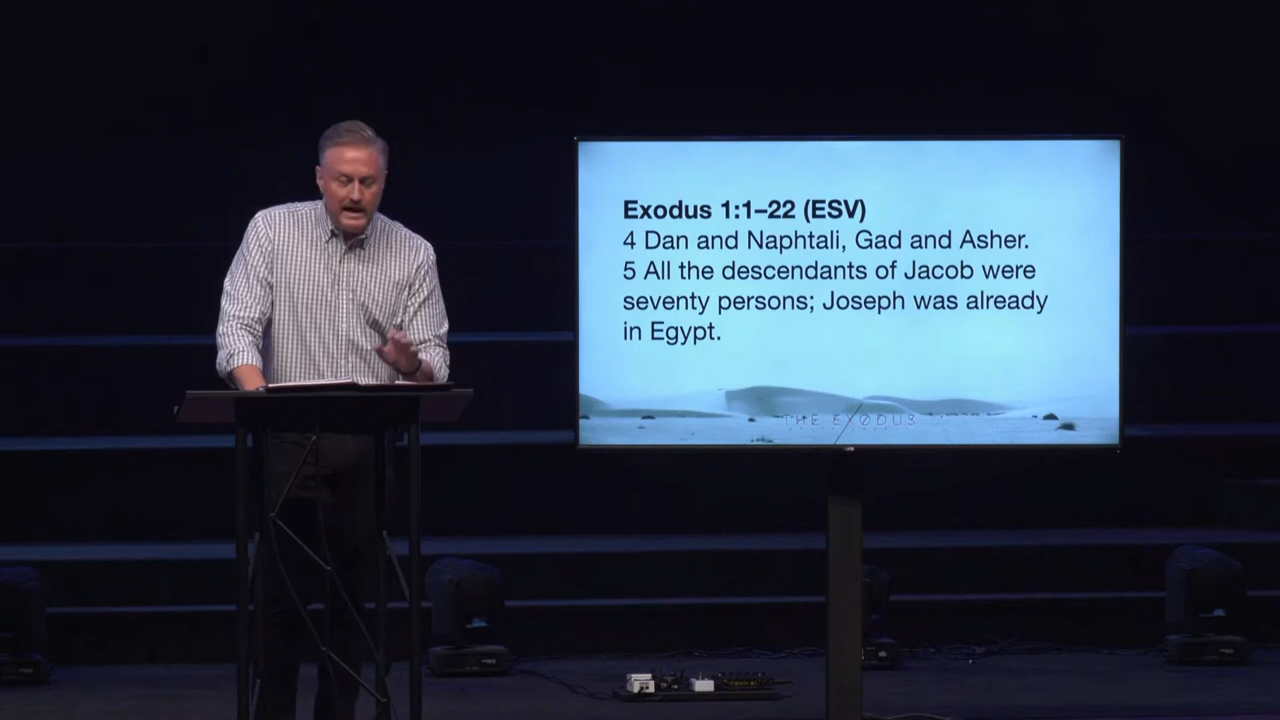 Exodus 1:1–22 (ESV)
4 Dan and Naphtali, Gad and Asher.
5 All the descendants of Jacob were
seventy persons; Joseph was already
in Egypt.
THE EXODUS